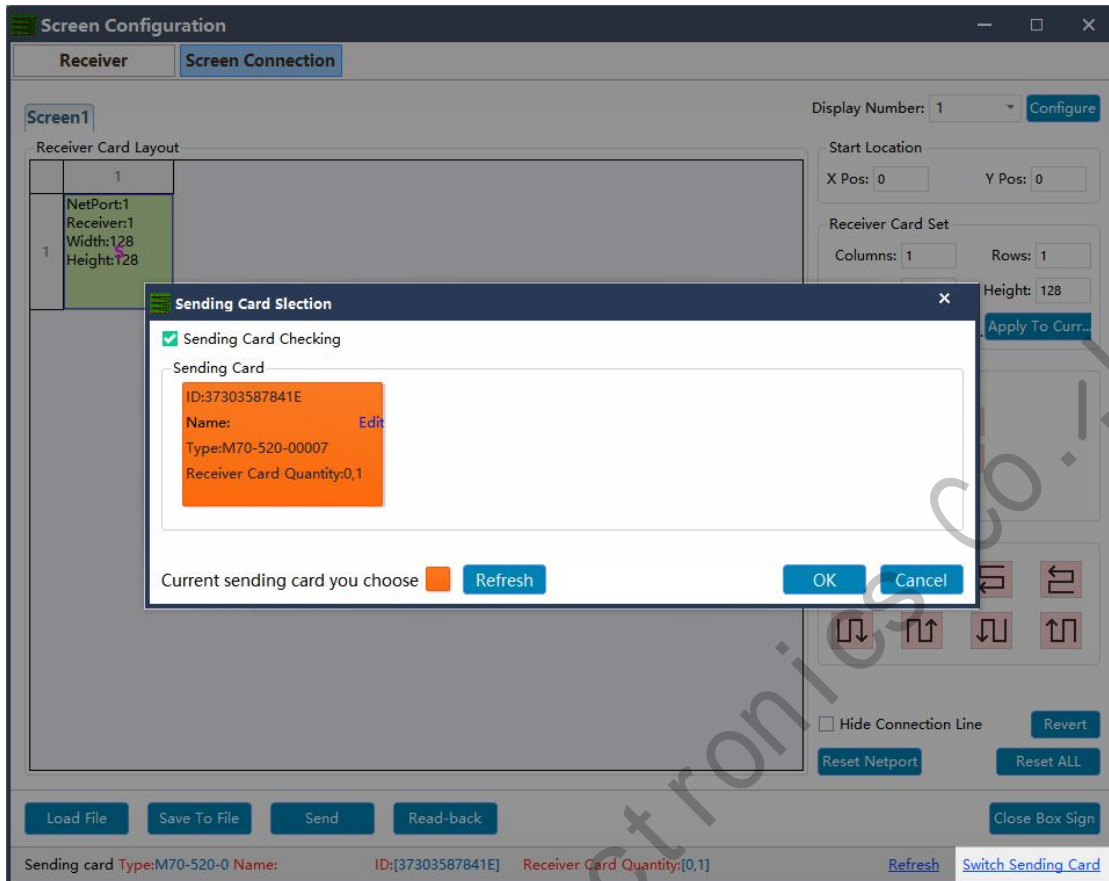 Screen Configuration
Receiver
Screen Connection
Screen1
Display Number: 1
Configure
Receiver Card Layout
1
1
NetPort:1
Receiver:1
Width:128
Height:128
S
Start Location
X Pos: 0
Y Pos: 0
Receiver Card Set
Columns: 1
Rows: 1
Height: 128
Apply To Curr...
Sending Card Slection
Sending Card Checking
Sending Card
ID:37303587841E
Name:
Edit
Type:M70-520-00007
Receiver Card Quantity:0,1
Current sending card you choose
Refresh
OK
Cancel
Hide Connection Line
Revert
Reset Netport
Reset ALL
Load File
Save To File
Send
Read-back
Close Box Sign
Sending card Type:M70-520-0 Name: ID:[37303587841E] Receiver Card Quantity:[0,1] Refresh Switch Sending Card
ctronics Co./